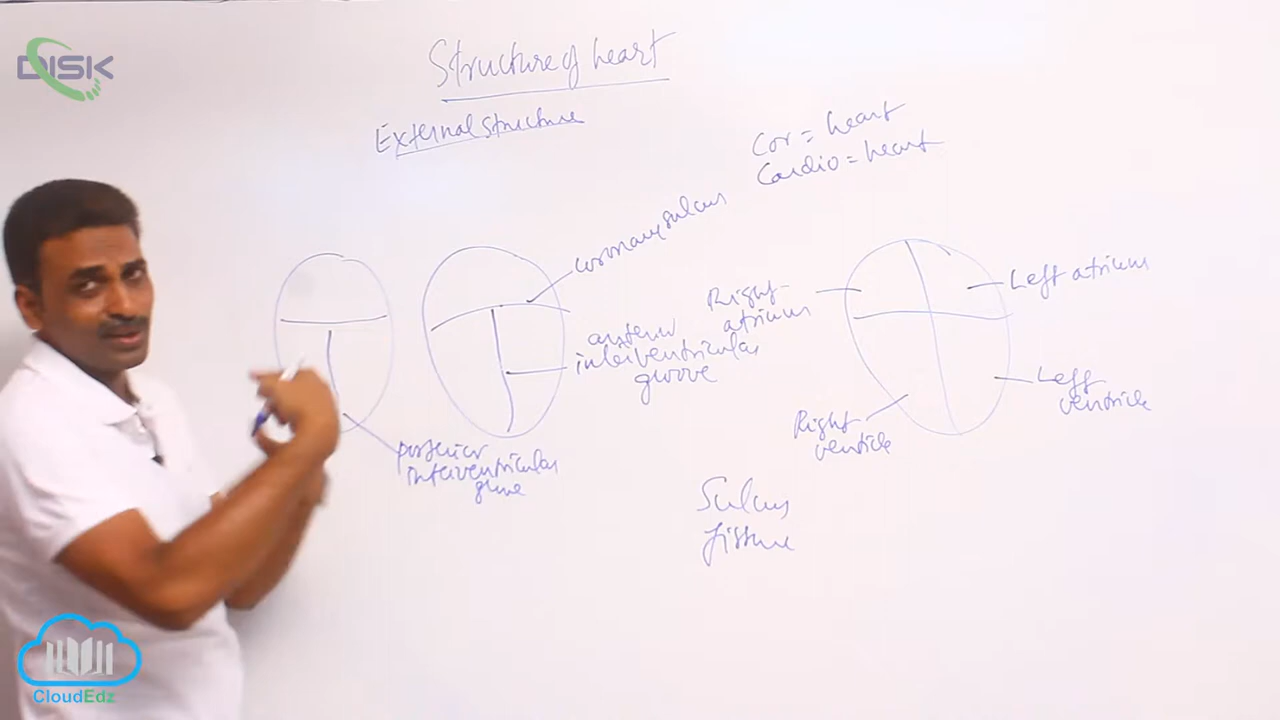 DISK
Structure of heart
External structure
Cor = heart
Cardio = heart
coronary sulcus
anterior
interventricular
groove
posterior
interventricular
groove
Right
atrium
Left atrium
Right
ventricle
Left
ventricle
Sulcus
fissure
CloudEdz